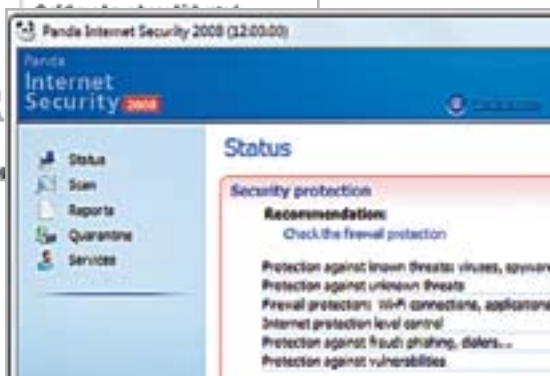 Panda Internet Security 2008 (12.00.00)
Panda
Internet
Security 2008
Status
Scan
Reports
Quarantine
Services
Status
Security protection
Recommendation:
Check the firewall protection
Protection against known threats: viruses, spyware
Protection against unknown threats
Firewall protection: Wi-Fi connections, applications
Internet protection level control
Protection against fraud: phishing, dialers...
Protection against vulnerabilities